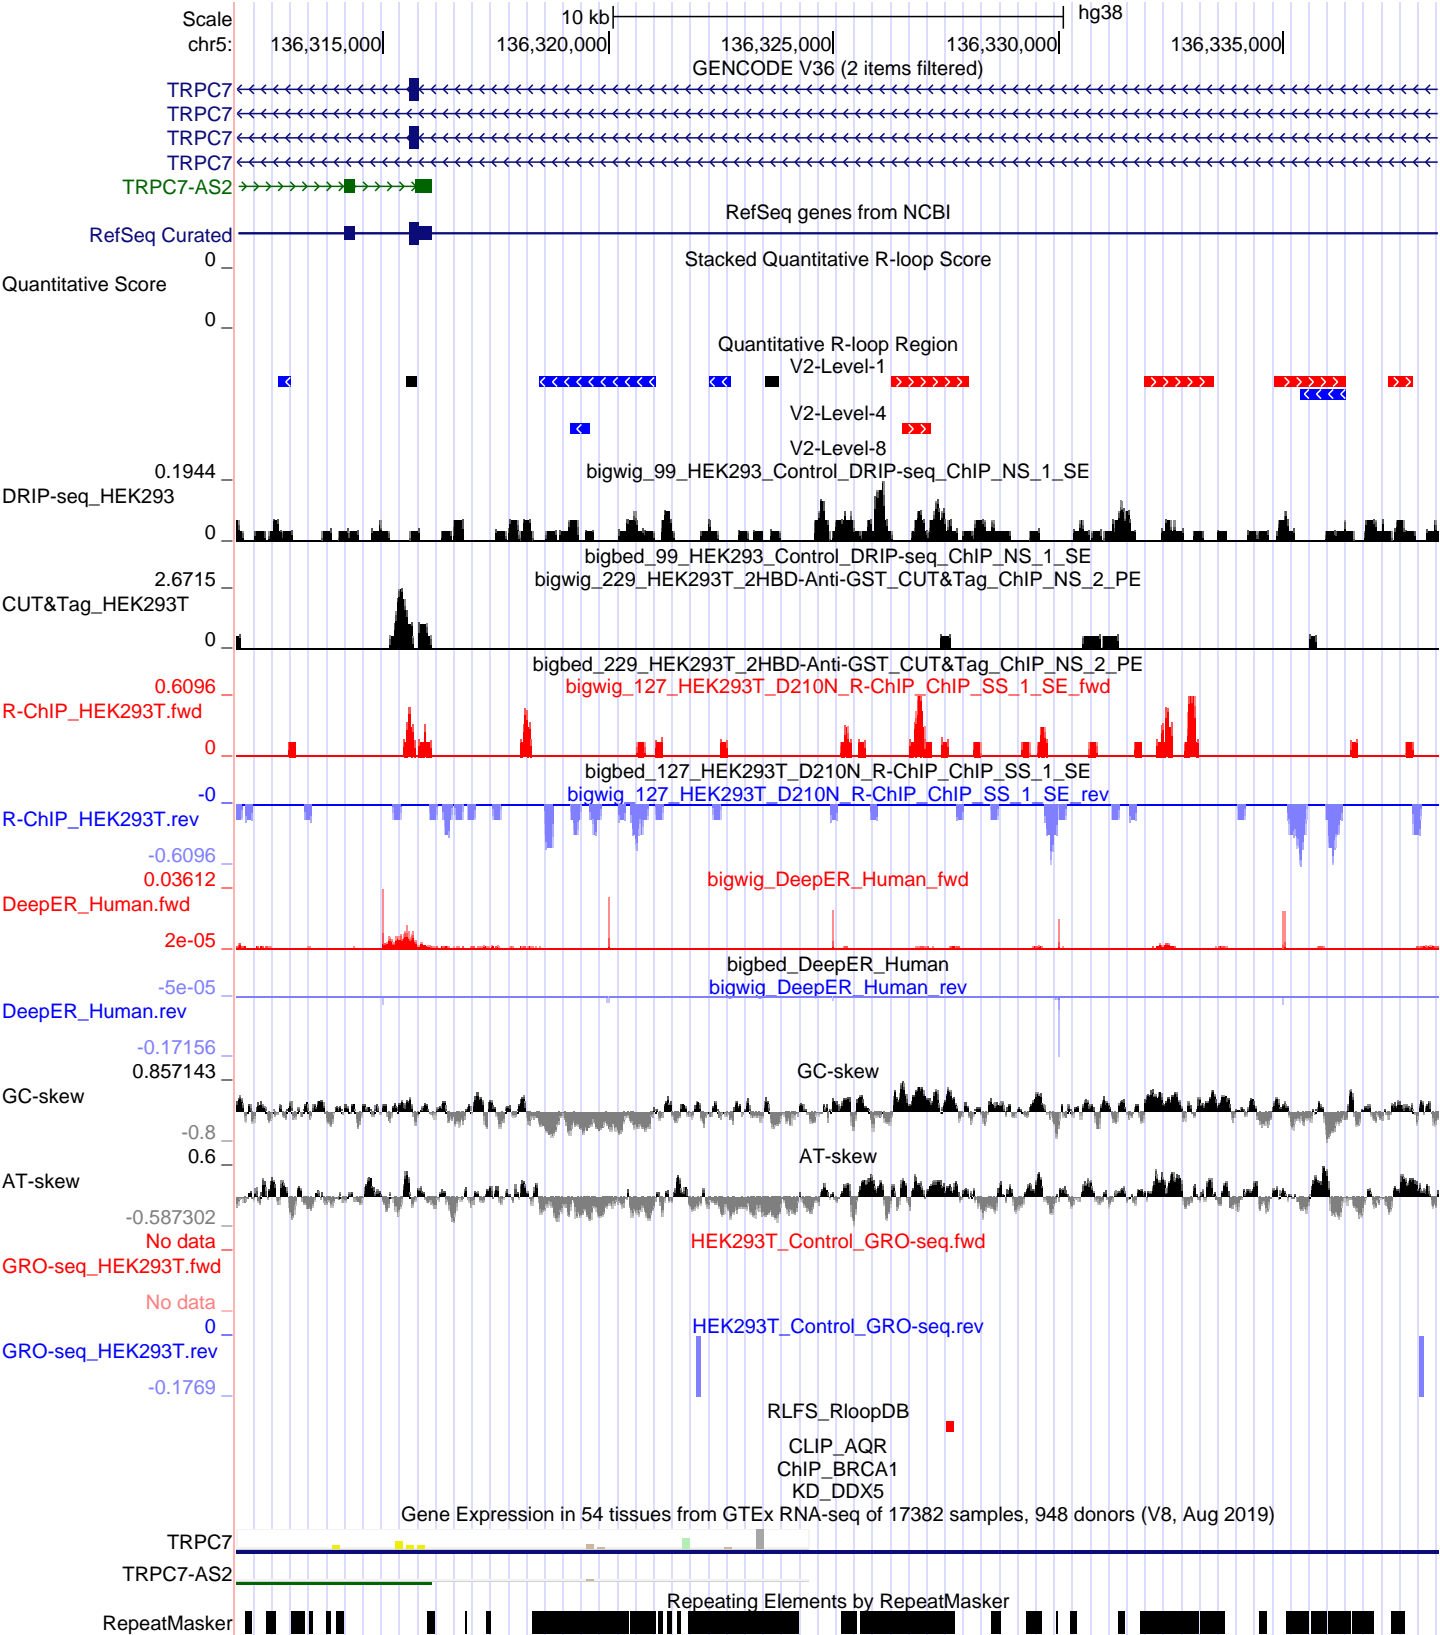 Scale 10 kb hg38
chr5: 136,315,000 136,320,000 136,325,000 136,330,000 136,335,000
GENCODE V36 (2 items filtered)
TRPC7
TRPC7
TRPC7
TRPC7
TRPC7-AS2
RefSeq genes from NCBI
RefSeq Curated
0 Stacked Quantitative R-loop Score
Quantitative Score
0
Quantitative R-loop Region
V2-Level-1
V2-Level-4
V2-Level-8
0.1944 bigwig_99_HEK293_Control_DRIP-seq_ChIP_NS_1_SE
DRIP-seq_HEK293
0
bigbed_99_HEK293_Control_DRIP-seq_ChIP_NS_1_SE
2.6715 bigwig_229_HEK293T_2HBD-Anti-GST_CUT&Tag_ChIP_NS_2_PE
CUT&Tag_HEK293T
0
bigbed_229_HEK293T_2HBD-Anti-GST_CUT&Tag_ChIP_NS_2_PE
0.6096 bigwig_127_HEK293T_D210N_R-ChIP_ChIP_SS_1_SE_fwd
R-ChIP_HEK293T.fwd
0
bigbed_127_HEK293T_D210N_R-ChIP_ChIP_SS_1_SE
-0 bigwig_127_HEK293T_D210N_R-ChIP_ChIP_SS_1_SE_rev
R-ChIP_HEK293T.rev
-0.6096
0.03612 bigwig_DeepER_Human_fwd
DeepER_Human.fwd
2e-05
bigbed_DeepER_Human
-5e-05 bigwig_DeepER_Human_rev
DeepER_Human.rev
-0.17156
0.857143 GC-skew
GC-skew
-0.8
0.6 AT-skew
AT-skew
-0.587302
No data HEK293T_Control_GRO-seq.fwd
GRO-seq_HEK293T.fwd
No data
0 HEK293T_Control_GRO-seq.rev
GRO-seq_HEK293T.rev
-0.1769
RLFS_RloopDB
CLIP_AQR
ChIP_BRCA1
KD_DDX5
Gene Expression in 54 tissues from GTEx RNA-seq of 17382 samples, 948 donors (V8, Aug 2019)
TRPC7
TRPC7-AS2
Repeating Elements by RepeatMasker
RepeatMasker